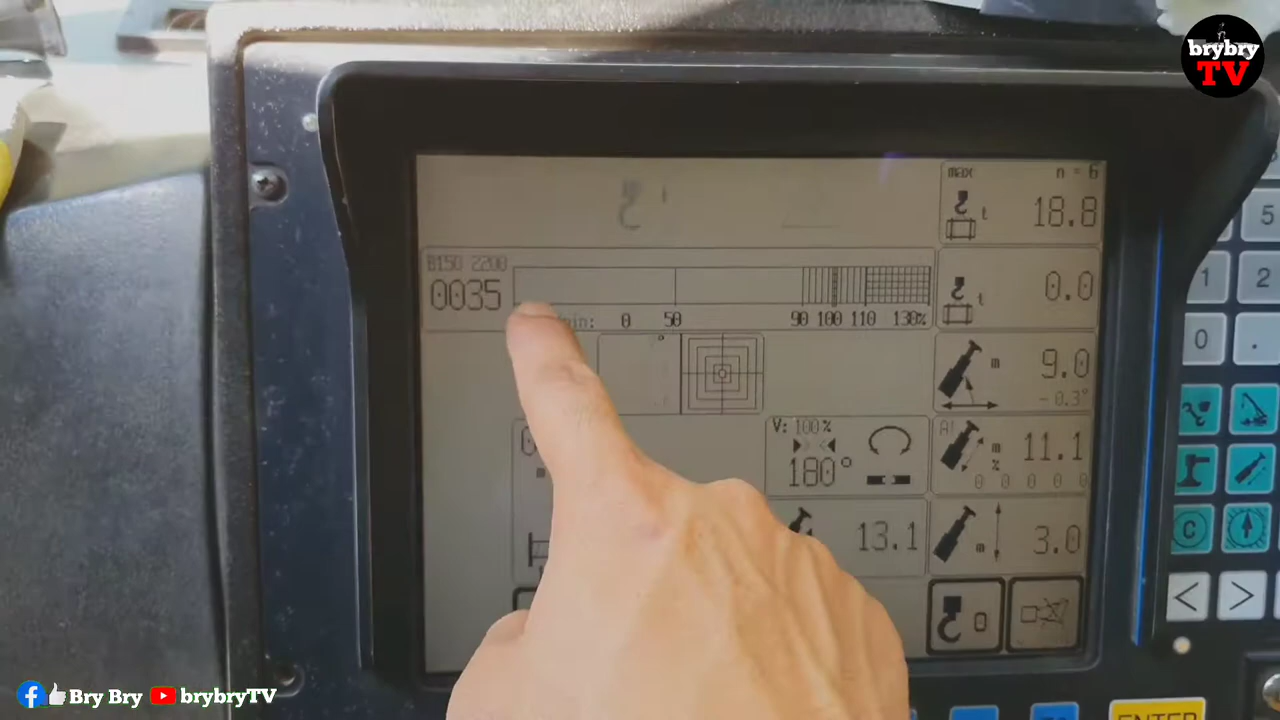 brybry
TV
max n = 6
t 18.8
t
B150 2200
0035
t 0.0
min: 0 50 90 100 110 130%
m 9.0
- 0.3°
V: 100%
180°
m 11.1
%
0 0 0 0 0
m
13.1
m 3.0
0
5
1 2
0 .
C
< >
ENTER
Bry Bry brybryTV